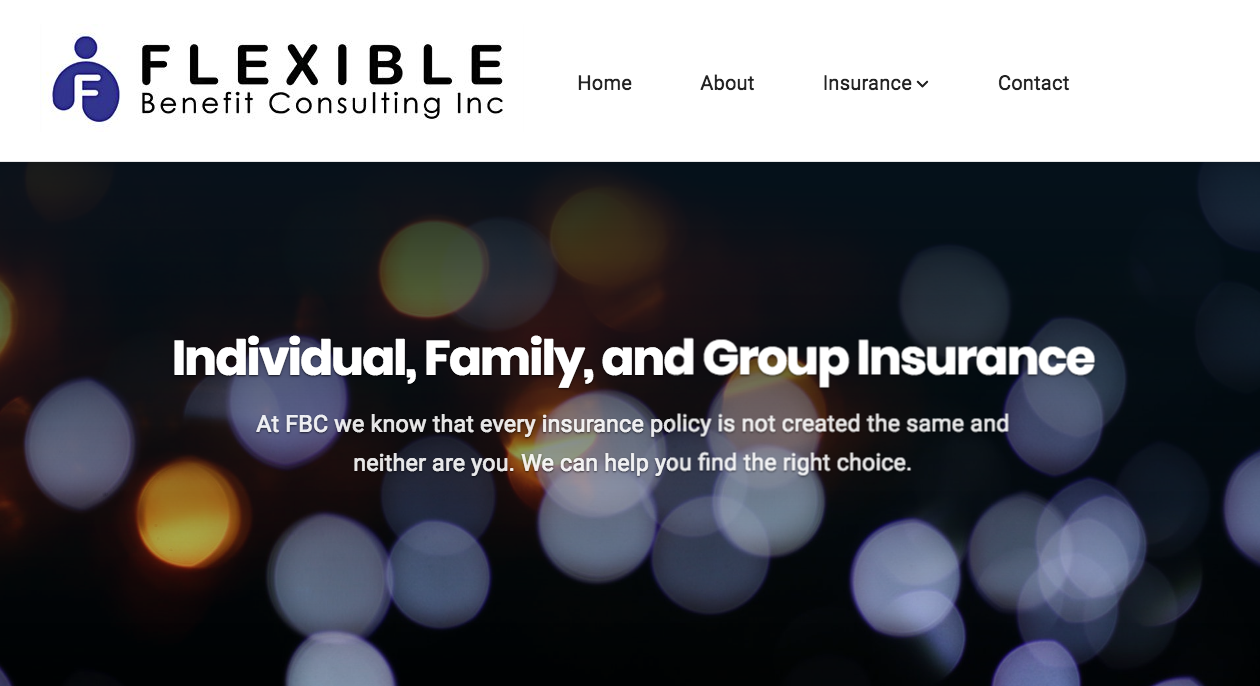 F
FLEXIBLE
Benefit Consulting Inc
Home About Insurance Contact
Individual, Family, and Group Insurance
At FBC we know that every insurance policy is not created the same and
neither are you. We can help you find the right choice.